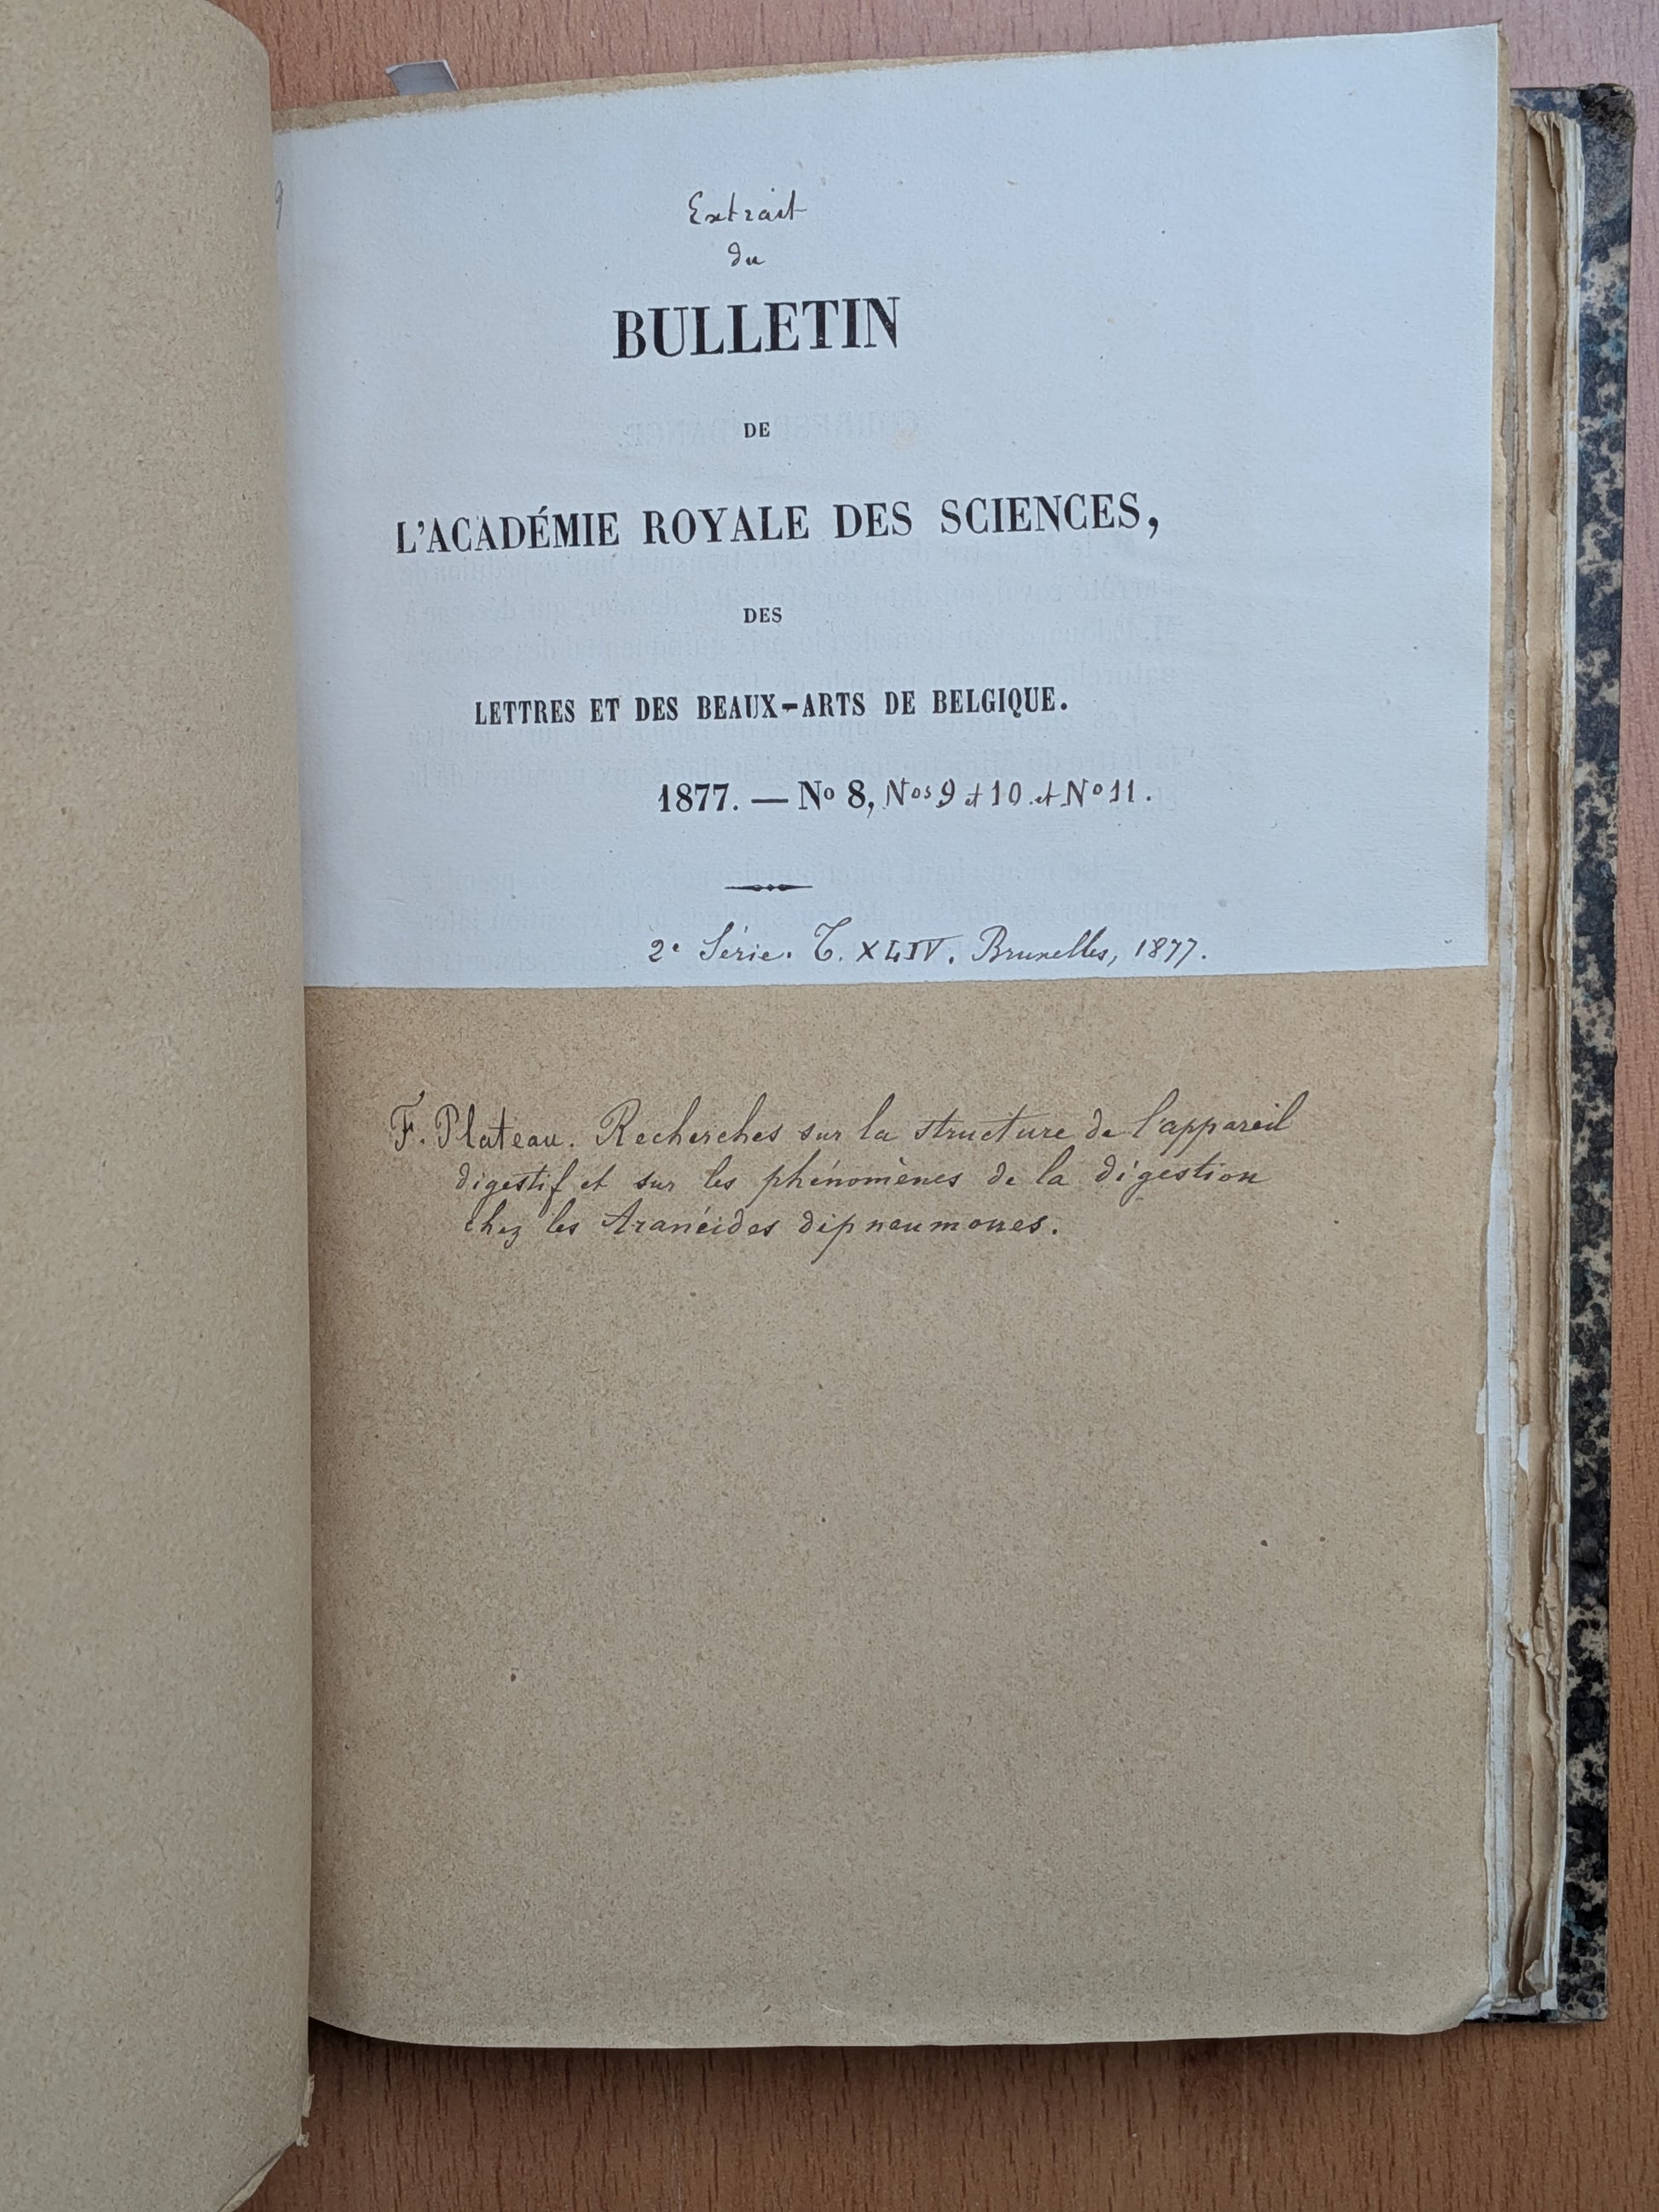 Extrait
du
BULLETIN
DE
L'ACADÉMIE ROYALE DES SCIENCES,
DES
LETTRES ET DES BEAUX-ARTS DE BELGIQUE.
1877. — No 8, Nos 9 et 10 et No 11.
2e Série. T. XLIV. Bruxelles, 1877.
F. Plateau. Recherches sur la structure de l'appareil
digestif et sur les phénomènes de la digestion
chez les Aranéides dipneumones.